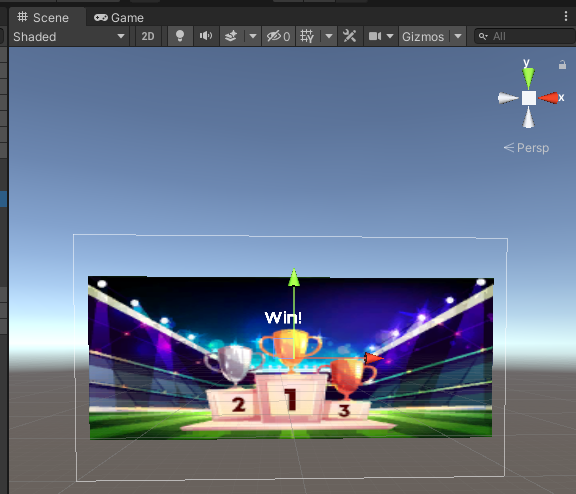 Scene Game
Shaded 2D 0 Gizmos All
y
x
Persp
Win!
2 1 3